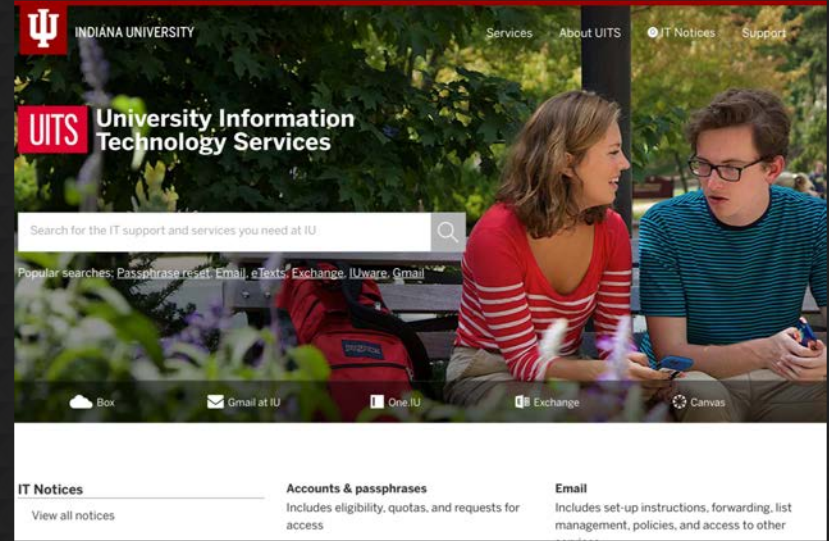 INDIANA UNIVERSITY
Services About UITS IT Notices Support
UITS University Information
Technology Services
Search for the IT support and services you need at IU
Popular searches: Passphrase reset, Email, eTexts, Exchange, IUware, Gmail
JANSPORT
Box Gmail at IU One.IU Exchange Canvas
IT Notices
View all notices
Accounts & passphrases
Includes eligibility, quotas, and requests for
access
Email
Includes set-up instructions, forwarding, list
management, policies, and access to other